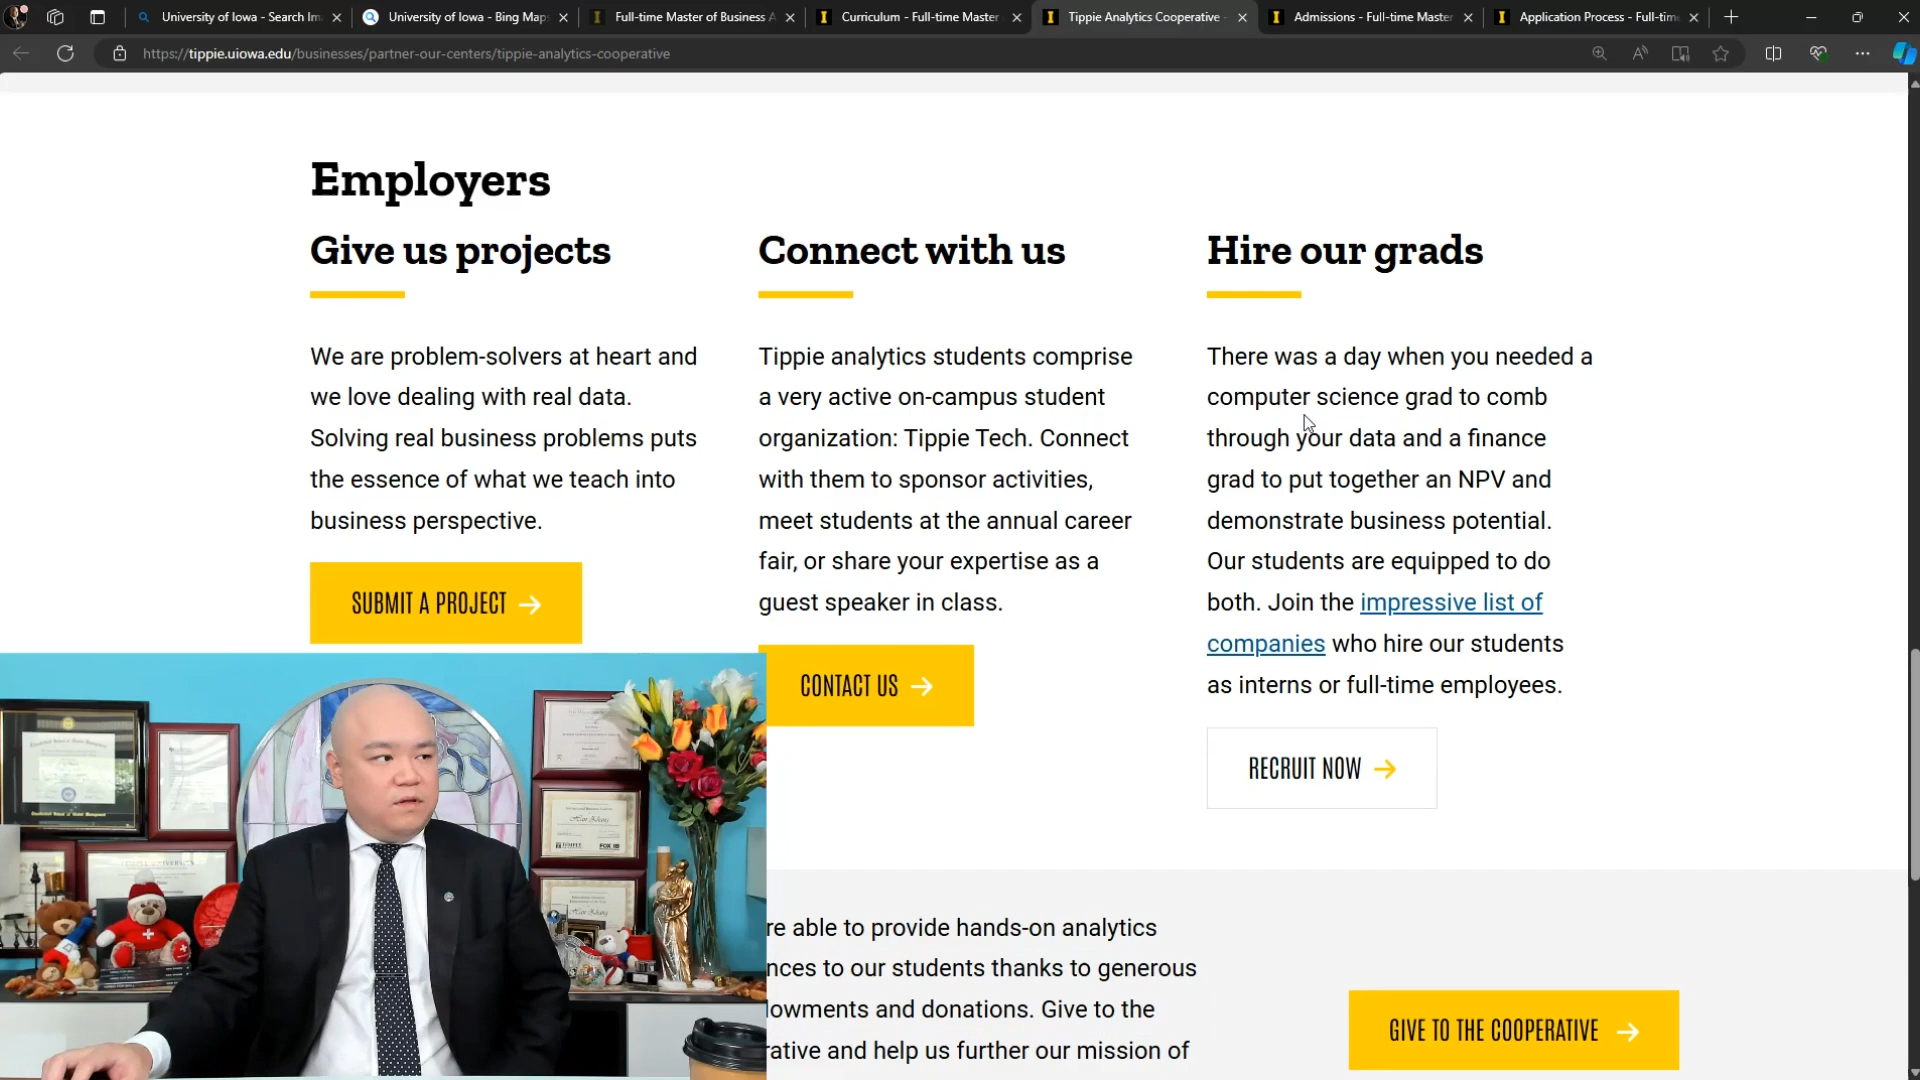 University of Iowa - Search Im
University of Iowa - Bing Maps
Full-time Master of Business A
Curriculum - Full-time Master
Tippie Analytics Cooperative -
Admissions - Full-time Master
Application Process - Full-time
https://tippie.uiowa.edu/businesses/partner-our-centers/tippie-analytics-cooperative
Employers
Give us projects
We are problem-solvers at heart and
we love dealing with real data.
Solving real business problems puts
the essence of what we teach into
business perspective.
SUBMIT A PROJECT →
Connect with us
Tippie analytics students comprise
a very active on-campus student
organization: Tippie Tech. Connect
with them to sponsor activities,
meet students at the annual career
fair, or share your expertise as a
guest speaker in class.
CONTACT US →
Hire our grads
There was a day when you needed a
computer science grad to comb
through your data and a finance
grad to put together an NPV and
demonstrate business potential.
Our students are equipped to do
both. Join the impressive list of
companies who hire our students
as interns or full-time employees.
RECRUIT NOW →
re able to provide hands-on analytics
nces to our students thanks to generous
lowments and donations. Give to the
rative and help us further our mission of
GIVE TO THE COOPERATIVE →